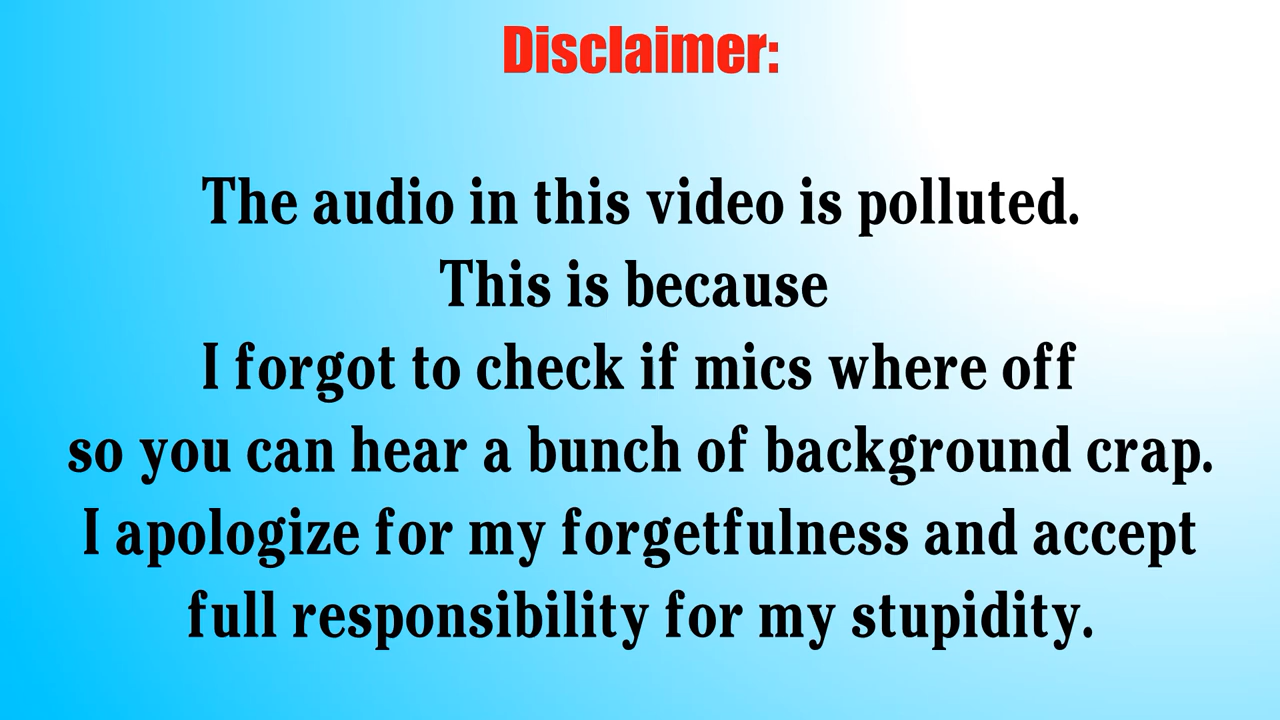 Disclaimer:
The audio in this video is polluted.
This is because
I forgot to check if mics where off
so you can hear a bunch of background crap.
I apologize for my forgetfulness and accept
full responsibility for my stupidity.